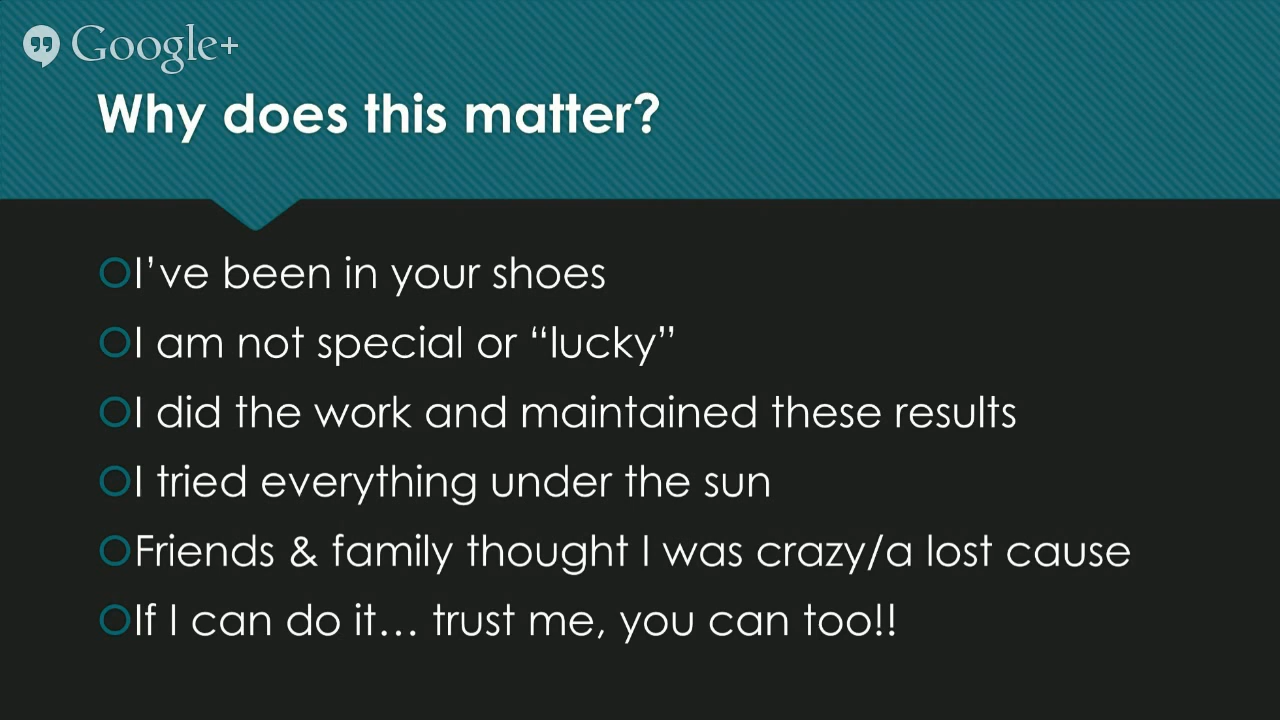 Google+
Why does this matter?
I’ve been in your shoes
I am not special or “lucky”
I did the work and maintained these results
I tried everything under the sun
Friends & family thought I was crazy/a lost cause
If I can do it… trust me, you can too!!